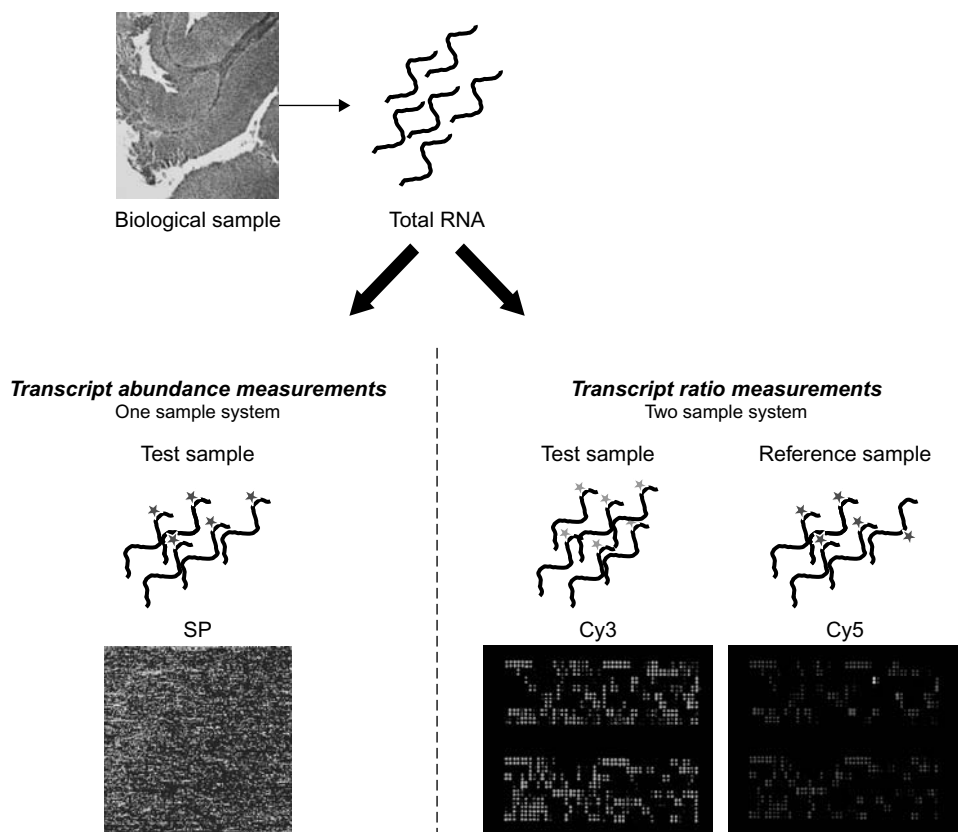 Biological sample
Total RNA
Transcript abundance measurements
One sample system
Test sample
SP
Transcript ratio measurements
Two sample system
Test sample
Reference sample
Cy3
Cy5